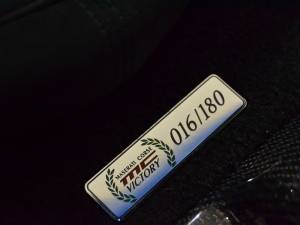 MASERATI CORSE
MC
VICTORY
016/180